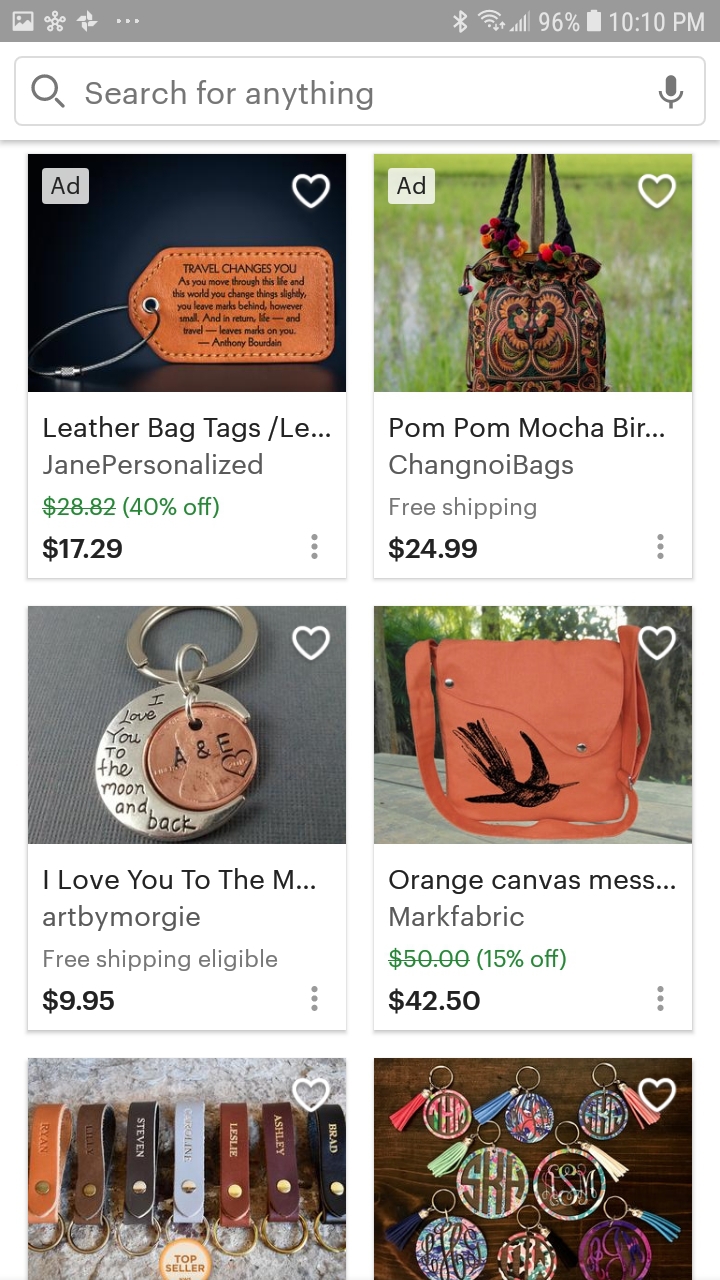 96% 10:10 PM
Search for anything
Ad
TRAVEL CHANGES YOU
As you move through this life and
this world you change things slightly,
you leave marks behind, however
small. And in return, life — and
travel — leaves marks on you.
— Anthony Bourdain
Leather Bag Tags /Le...
JanePersonalized
$28.82 (40% off)
$17.29
Ad
Pom Pom Mocha Bir...
ChangnoiBags
Free shipping
$24.99
I
Love
You
To
the
moon
and
back
A & E
I Love You To The M...
artbymorgie
Free shipping eligible
$9.95
Orange canvas mess...
Markfabric
$50.00 (15% off)
$42.50
RYAN
LILLY
STEVEN
CAROLINE
LESLIE
ASHLEY
BRAD
TOP
SELLER
SRH
ASM